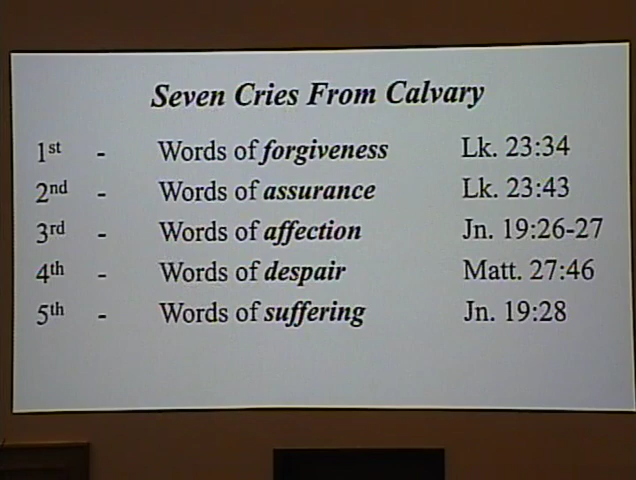 Seven Cries From Calvary
1st - Words of forgiveness Lk. 23:34
2nd - Words of assurance Lk. 23:43
3rd - Words of affection Jn. 19:26-27
4th - Words of despair Matt. 27:46
5th - Words of suffering Jn. 19:28